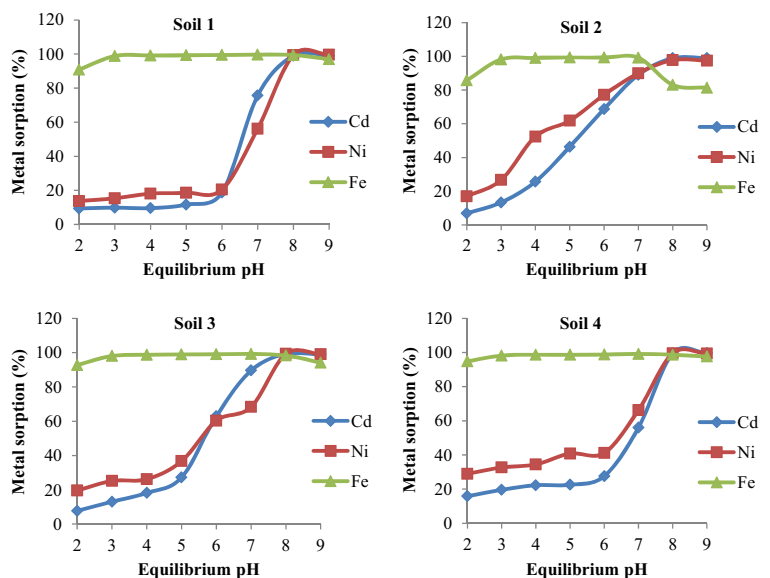 Soil 1
Metal sorption (%)
120
100
80
60
40
20
0
2 3 4 5 6 7 8 9
Equilibrium pH
Cd
Ni
Fe
Soil 2
Metal sorption (%)
120
100
80
60
40
20
0
2 3 4 5 6 7 8 9
Equilibrium pH
Cd
Ni
Fe
Soil 3
Metal sorption (%)
120
100
80
60
40
20
0
2 3 4 5 6 7 8 9
Equilibrium pH
Cd
Ni
Fe
Soil 4
Metal sorption (%)
120
100
80
60
40
20
0
2 3 4 5 6 7 8 9
Equilibrium pH
Cd
Ni
Fe